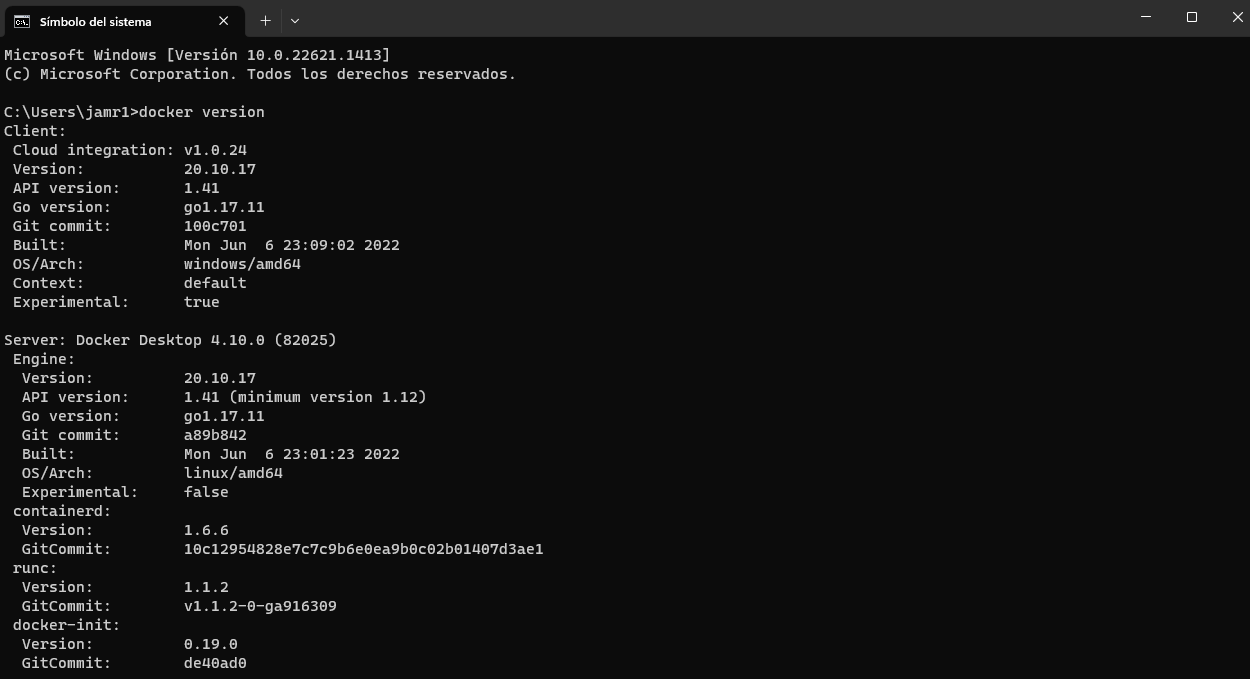 Símbolo del sistema
Microsoft Windows [Versión 10.0.22621.1413]
(c) Microsoft Corporation. Todos los derechos reservados.
C:\Users\jamr1>docker version
Client:
 Cloud integration: v1.0.24
 Version:           20.10.17
 API version:       1.41
 Go version:        go1.17.11
 Git commit:        100c701
 Built:             Mon Jun  6 23:09:02 2022
 OS/Arch:           windows/amd64
 Context:           default
 Experimental:      true
Server: Docker Desktop 4.10.0 (82025)
 Engine:
  Version:          20.10.17
  API version:      1.41 (minimum version 1.12)
  Go version:       go1.17.11
  Git commit:       a89b842
  Built:            Mon Jun  6 23:01:23 2022
  OS/Arch:          linux/amd64
  Experimental:     false
 containerd:
  Version:          1.6.6
  GitCommit:        10c12954828e7c7c9b6e0ea9b0c02b01407d3ae1
 runc:
  Version:          1.1.2
  GitCommit:        v1.1.2-0-ga916309
 docker-init:
  Version:          0.19.0
  GitCommit:        de40ad0